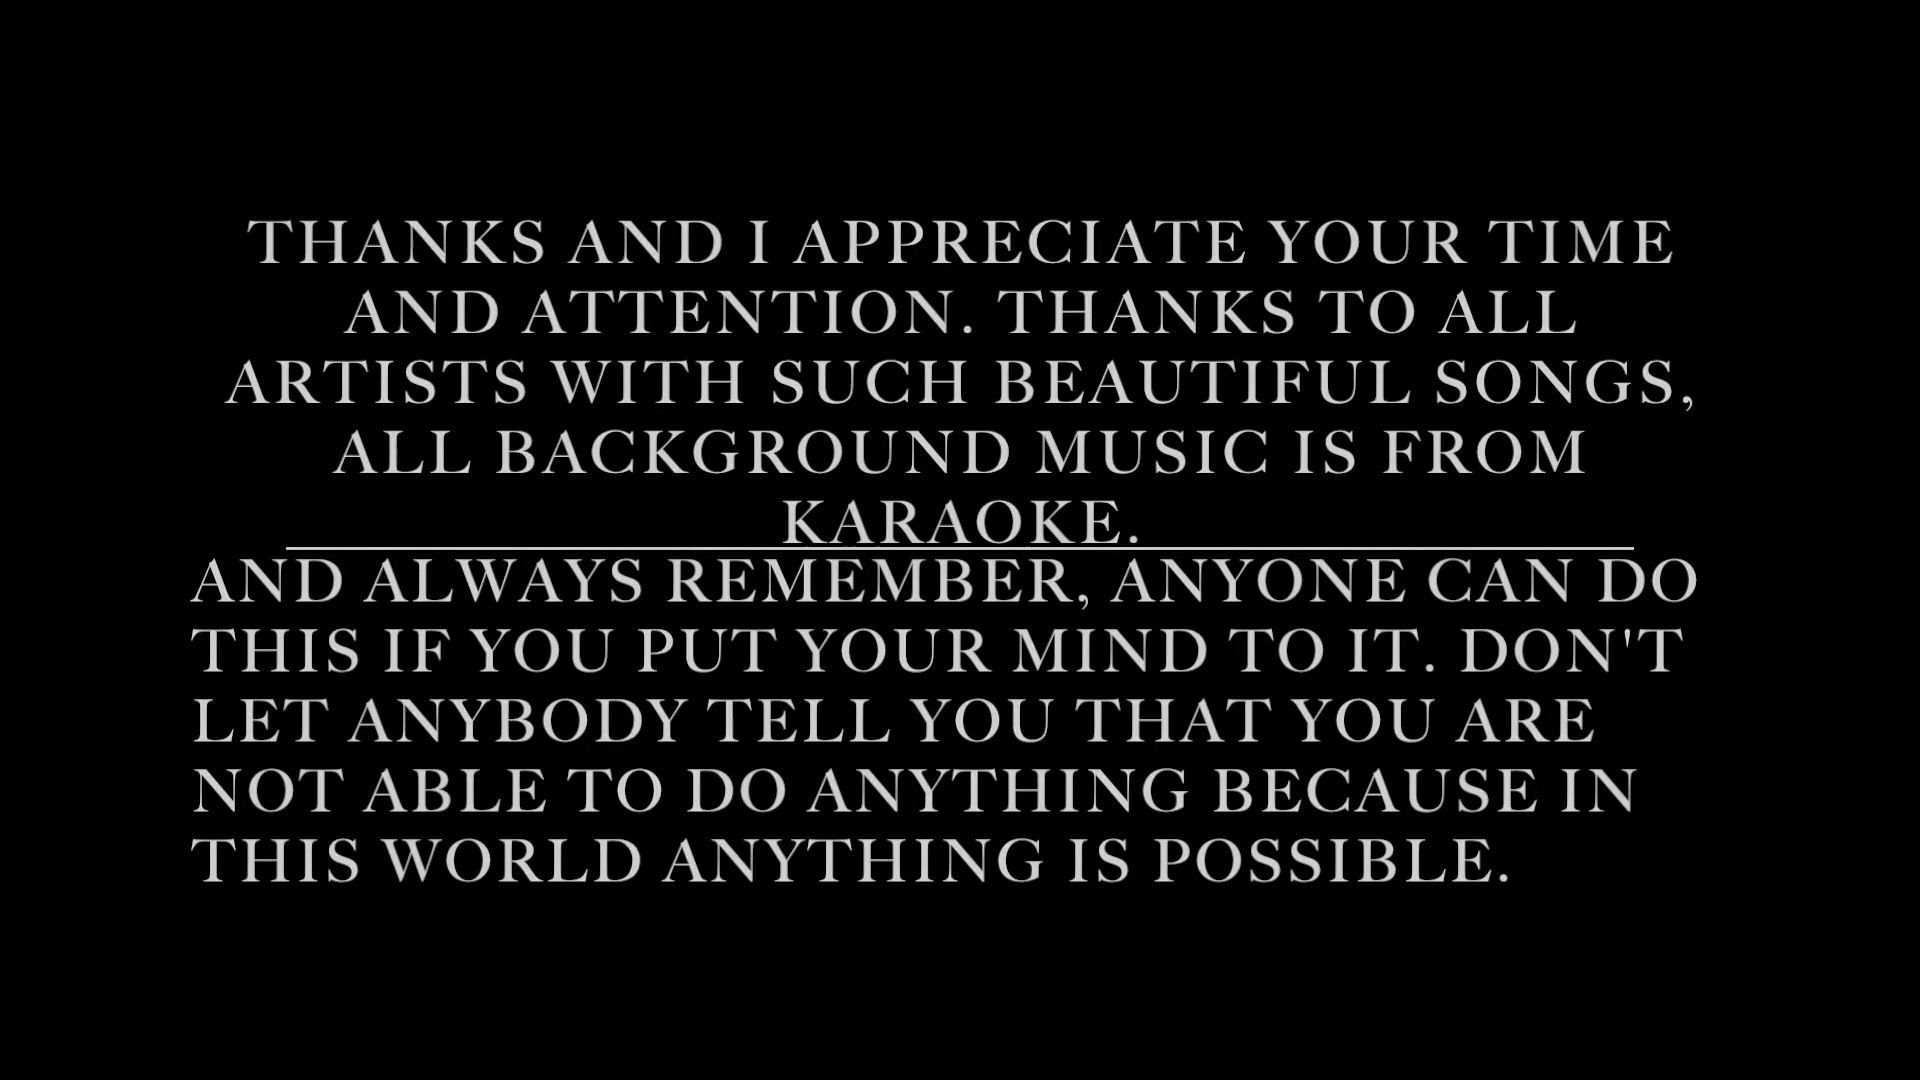 THANKS AND I APPRECIATE YOUR TIME
AND ATTENTION. THANKS TO ALL
ARTISTS WITH SUCH BEAUTIFUL SONGS,
ALL BACKGROUND MUSIC IS FROM
KARAOKE.
AND ALWAYS REMEMBER, ANYONE CAN DO
THIS IF YOU PUT YOUR MIND TO IT. DON'T
LET ANYBODY TELL YOU THAT YOU ARE
NOT ABLE TO DO ANYTHING BECAUSE IN
THIS WORLD ANYTHING IS POSSIBLE.